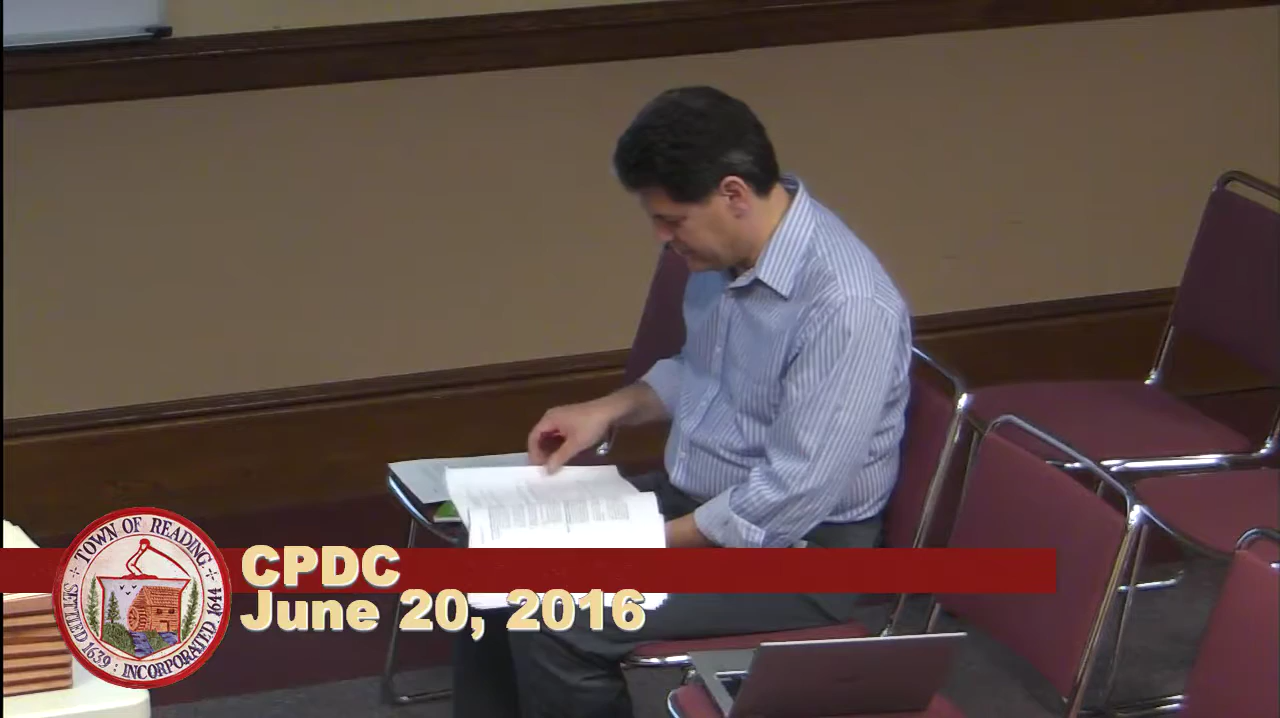 TOWN OF READING
SETTLED 1639 : INCORPORATED 1644
CPDC
June 20, 2016